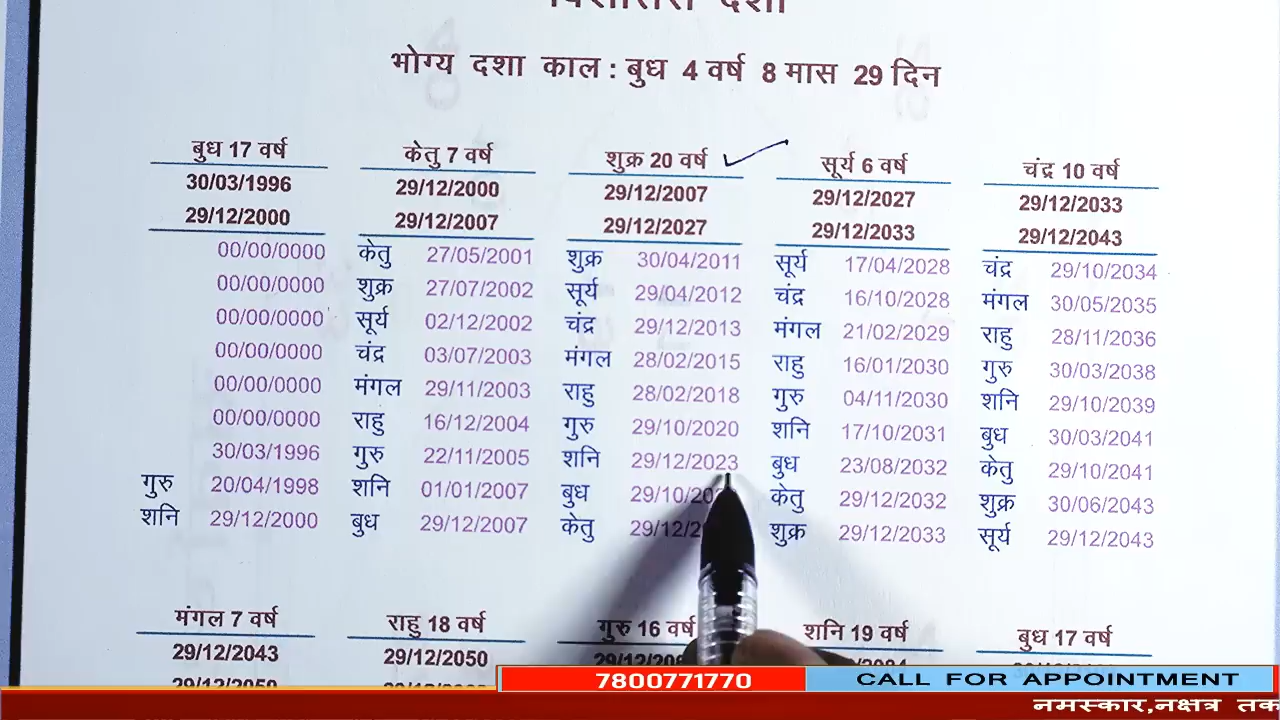 भोग्य दशा काल : बुध 4 वर्ष 8 मास 29 दिन
बुध 17 वर्ष
30/03/1996
29/12/2000
00/00/0000
00/00/0000
00/00/0000
00/00/0000
00/00/0000
00/00/0000
30/03/1996
गुरु 20/04/1998
शनि 29/12/2000
केतु 7 वर्ष
29/12/2000
29/12/2007
केतु 27/05/2001
शुक्र 27/07/2002
सूर्य 02/12/2002
चंद्र 03/07/2003
मंगल 29/11/2003
राहु 16/12/2004
गुरु 22/11/2005
शनि 01/01/2007
बुध 29/12/2007
शुक्र 20 वर्ष
29/12/2007
29/12/2027
शुक्र 30/04/2011
सूर्य 29/04/2012
चंद्र 29/12/2013
मंगल 28/02/2015
राहु 28/02/2018
गुरु 29/10/2020
शनि 29/12/2023
बुध
केतु
सूर्य 6 वर्ष
29/12/2027
29/12/2033
सूर्य 17/04/2028
चंद्र 16/10/2028
मंगल 21/02/2029
राहु 16/01/2030
गुरु 04/11/2030
शनि 17/10/2031
बुध 23/08/2032
केतु 29/12/2032
शुक्र 29/12/2033
चंद्र 10 वर्ष
29/12/2033
29/12/2043
चंद्र 29/10/2034
मंगल 30/05/2035
राहु 28/11/2036
गुरु 30/03/2038
शनि 29/10/2039
बुध 30/03/2041
केतु 29/10/2041
शुक्र 30/06/2043
सूर्य 29/12/2043
मंगल 7 वर्ष
29/12/2043
राहु 18 वर्ष
29/12/2050
गुरु 16 वर्ष
शनि 19 वर्ष
बुध 17 वर्ष
7800771770 CALL FOR APPOINTMENT
नमस्कार,नक्षत्र तक